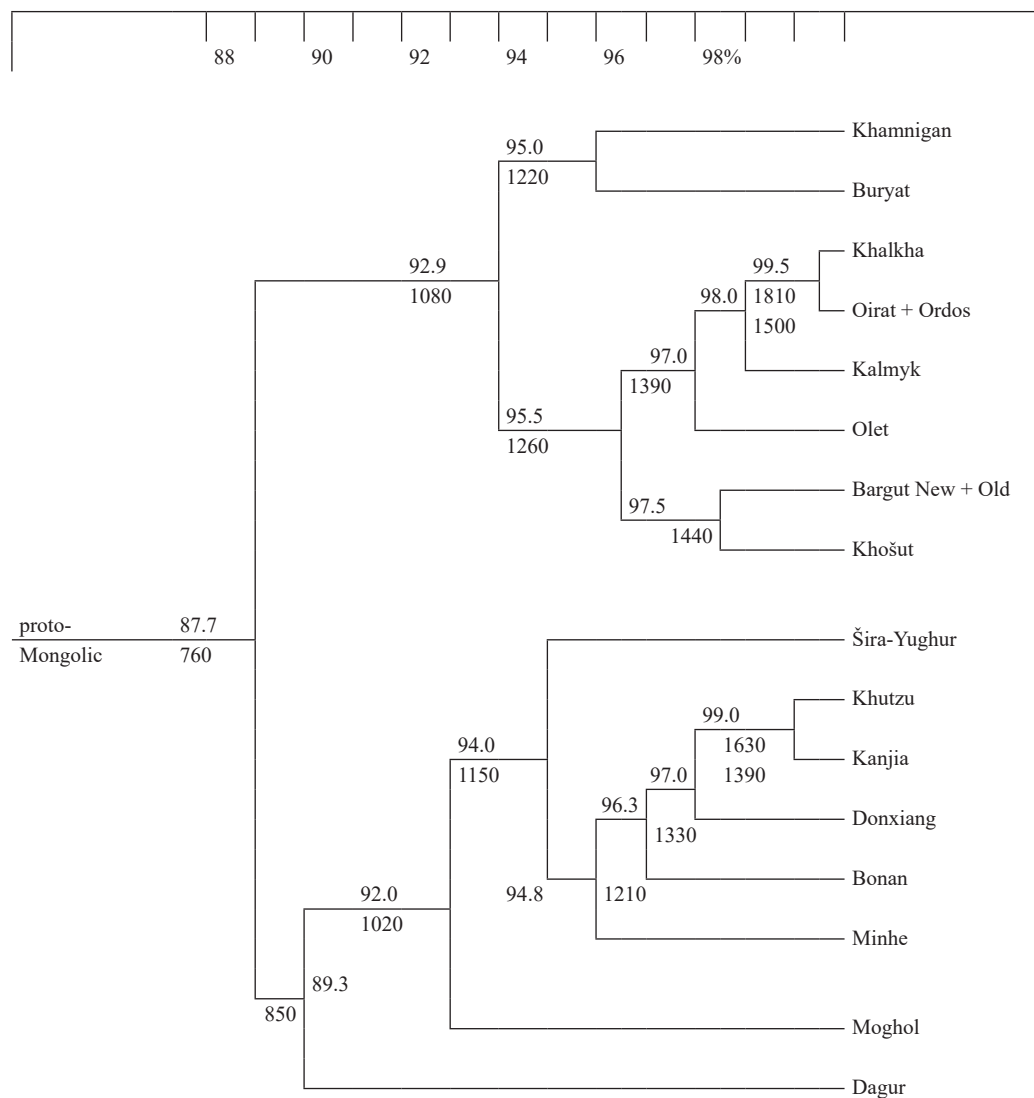 88 90 92 94 96 98%
Khamnigan
95.0
1220
Buryat
Khalkha
92.9
99.5
1080
98.0
1810
Oirat + Ordos
1500
97.0
Kalmyk
1390
95.5
Olet
1260
Bargut New + Old
97.5
1440
Khošut
proto-
87.7
Šira-Yughur
Mongolic
760
Khutzu
99.0
94.0
1630
Kanjia
1150
97.0
1390
96.3
Donxiang
1330
92.0
94.8
1210
Bonan
1020
Minhe
89.3
850
Moghol
Dagur